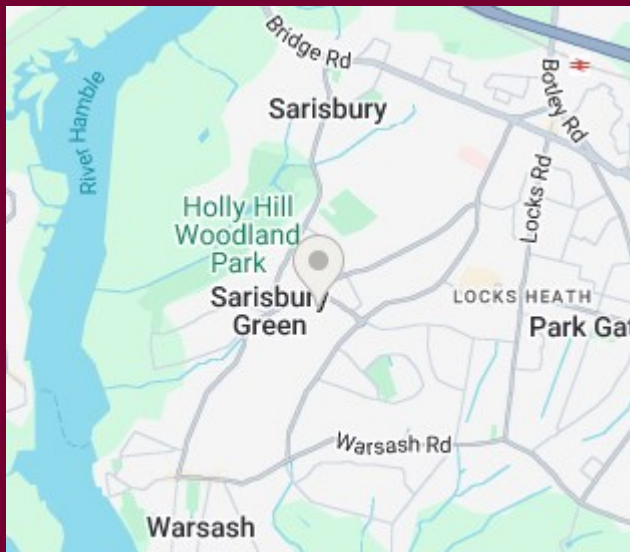 Bridge Rd
Botley Rd
River Hamble
Sarisbury
Locks Rd
Holly Hill
Woodland
Park
Sarisbury
Green
LOCKS HEATH
Park Gat
Warsash Rd
Warsash